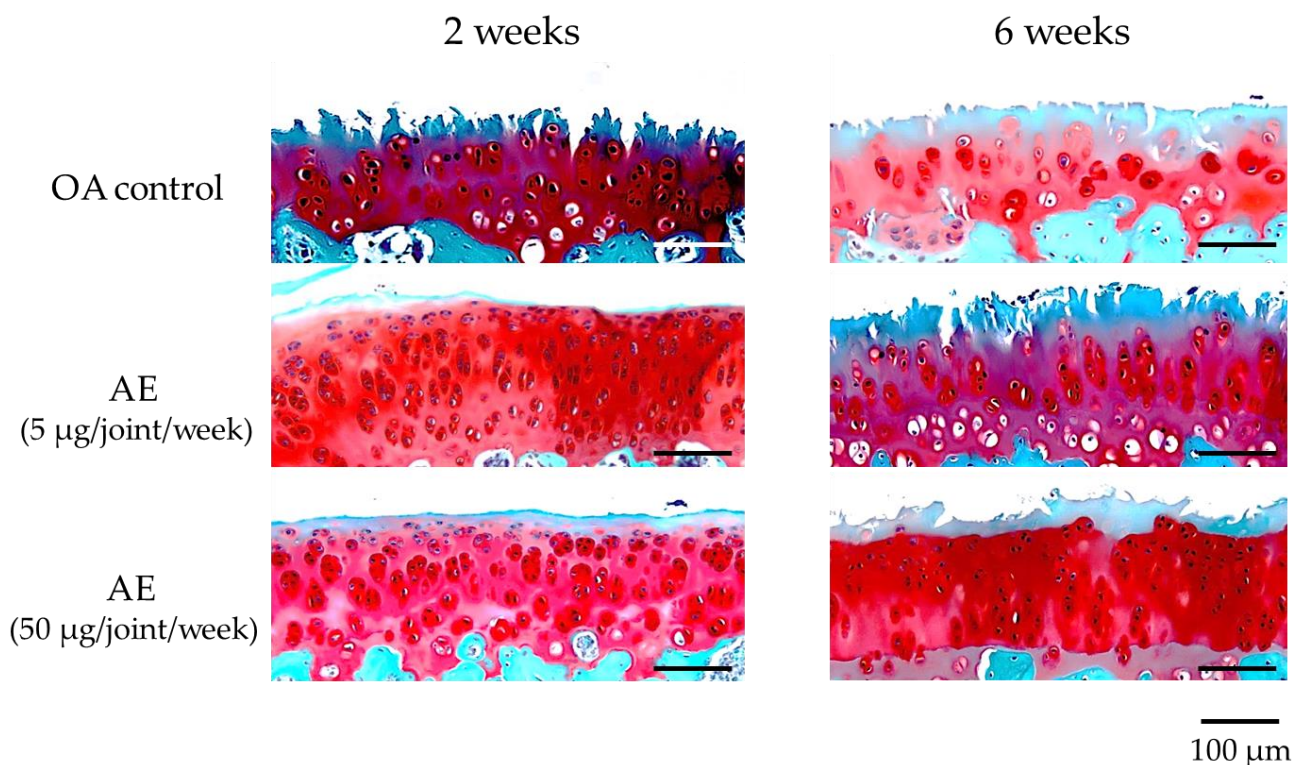 2 weeks
6 weeks
OA control
AE
(5 µg/joint/week)
AE
(50 µg/joint/week)
100 µm